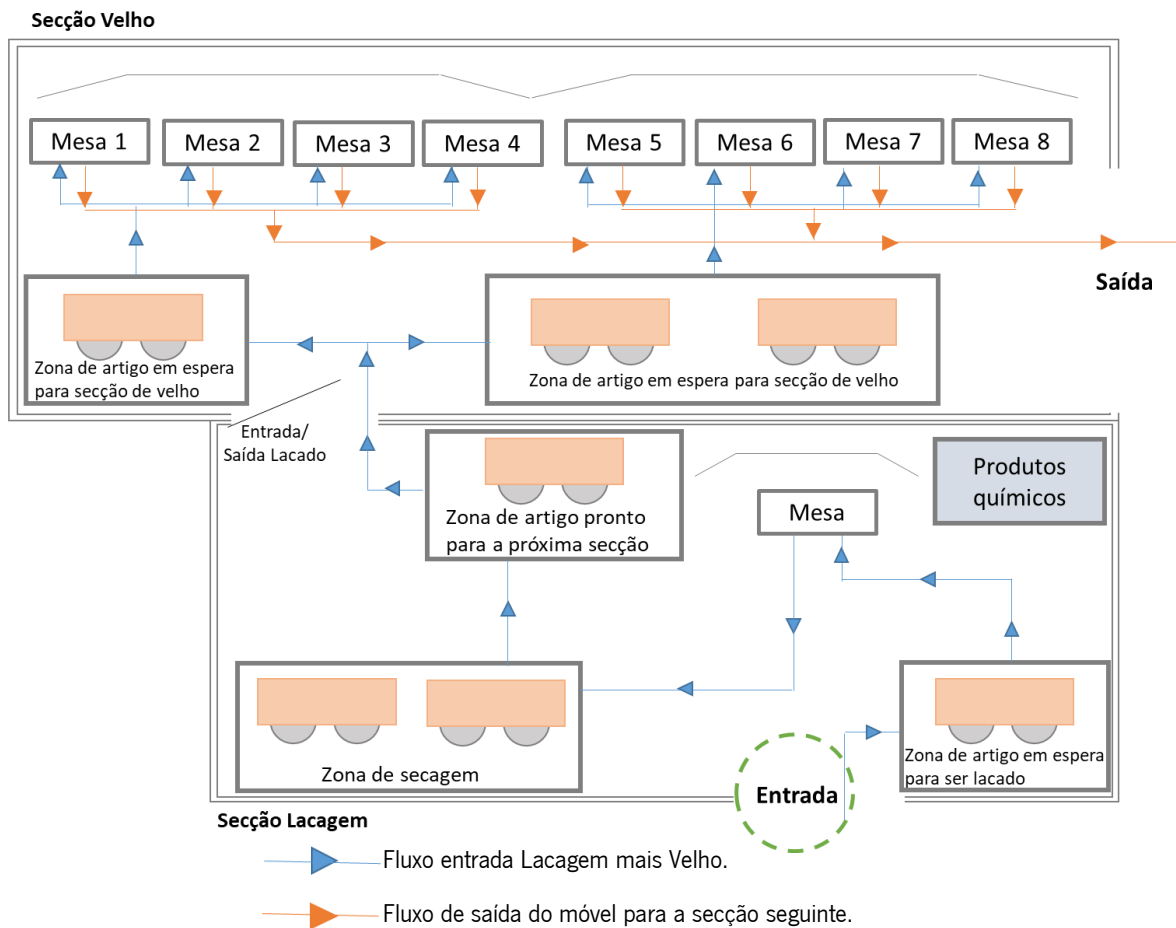 Secção Velho
Mesa 1
Mesa 2
Mesa 3
Mesa 4
Mesa 5
Mesa 6
Mesa 7
Mesa 8
Saída
Zona de artigo em espera
para secção de velho
Zona de artigo em espera para secção de velho
Entrada/
Saída Lacado
Zona de artigo pronto
para a próxima secção
Mesa
Produtos
químicos
Zona de secagem
Entrada
Zona de artigo em espera
para ser lacado
Secção Lacagem
Fluxo entrada Lacagem mais Velho.
Fluxo de saída do móvel para a secção seguinte.